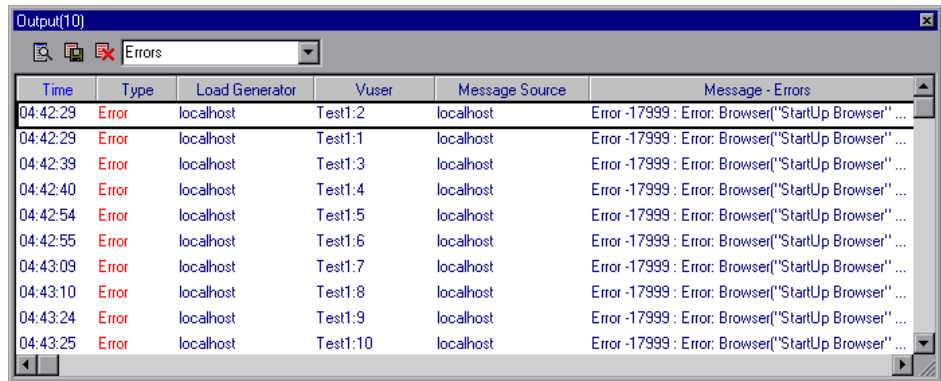 Output(10)
Errors
Time Type Load Generator Vuser Message Source Message - Errors
04:42:29 Error localhost Test1:2 localhost Error -17999 : Error: Browser("StartUp Browser" ...
04:42:29 Error localhost Test1:1 localhost Error -17999 : Error: Browser("StartUp Browser" ...
04:42:39 Error localhost Test1:3 localhost Error -17999 : Error: Browser("StartUp Browser" ...
04:42:40 Error localhost Test1:4 localhost Error -17999 : Error: Browser("StartUp Browser" ...
04:42:54 Error localhost Test1:5 localhost Error -17999 : Error: Browser("StartUp Browser" ...
04:42:55 Error localhost Test1:6 localhost Error -17999 : Error: Browser("StartUp Browser" ...
04:43:09 Error localhost Test1:7 localhost Error -17999 : Error: Browser("StartUp Browser" ...
04:43:10 Error localhost Test1:8 localhost Error -17999 : Error: Browser("StartUp Browser" ...
04:43:24 Error localhost Test1:9 localhost Error -17999 : Error: Browser("StartUp Browser" ...
04:43:25 Error localhost Test1:10 localhost Error -17999 : Error: Browser("StartUp Browser" ...